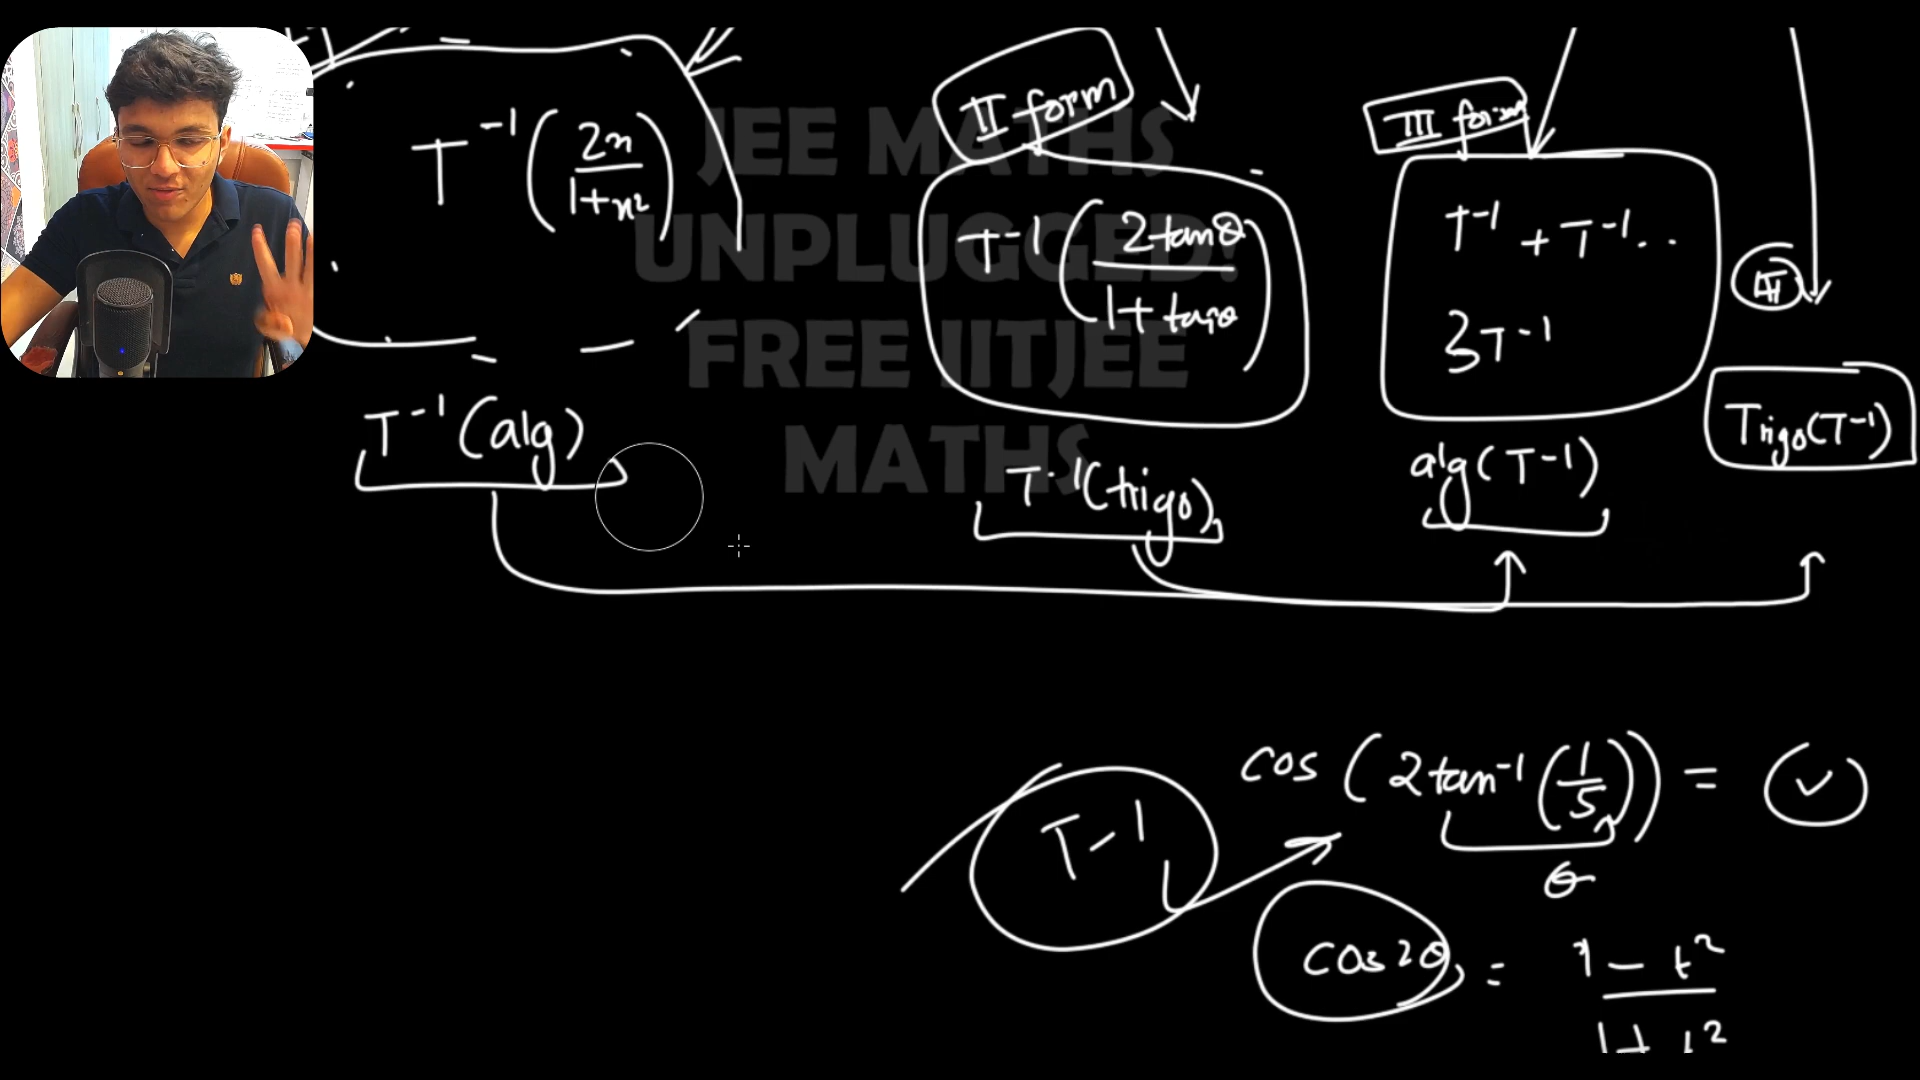 JEE MATHS
UNPLUGGED!
FREE IITJEE
MATHS
T⁻¹(2x/(1+x²))
T⁻¹(alg)
II form
T⁻¹(2tanθ/(1+tan²θ))
T⁻¹(trigo)
III form
T⁻¹ + T⁻¹..
3T⁻¹
alg(T⁻¹)
IV
Trigo(T⁻¹)
T-1
cos(2tan⁻¹(1/5)) =
θ
cos2θ = (1-t²)/(1+t²)